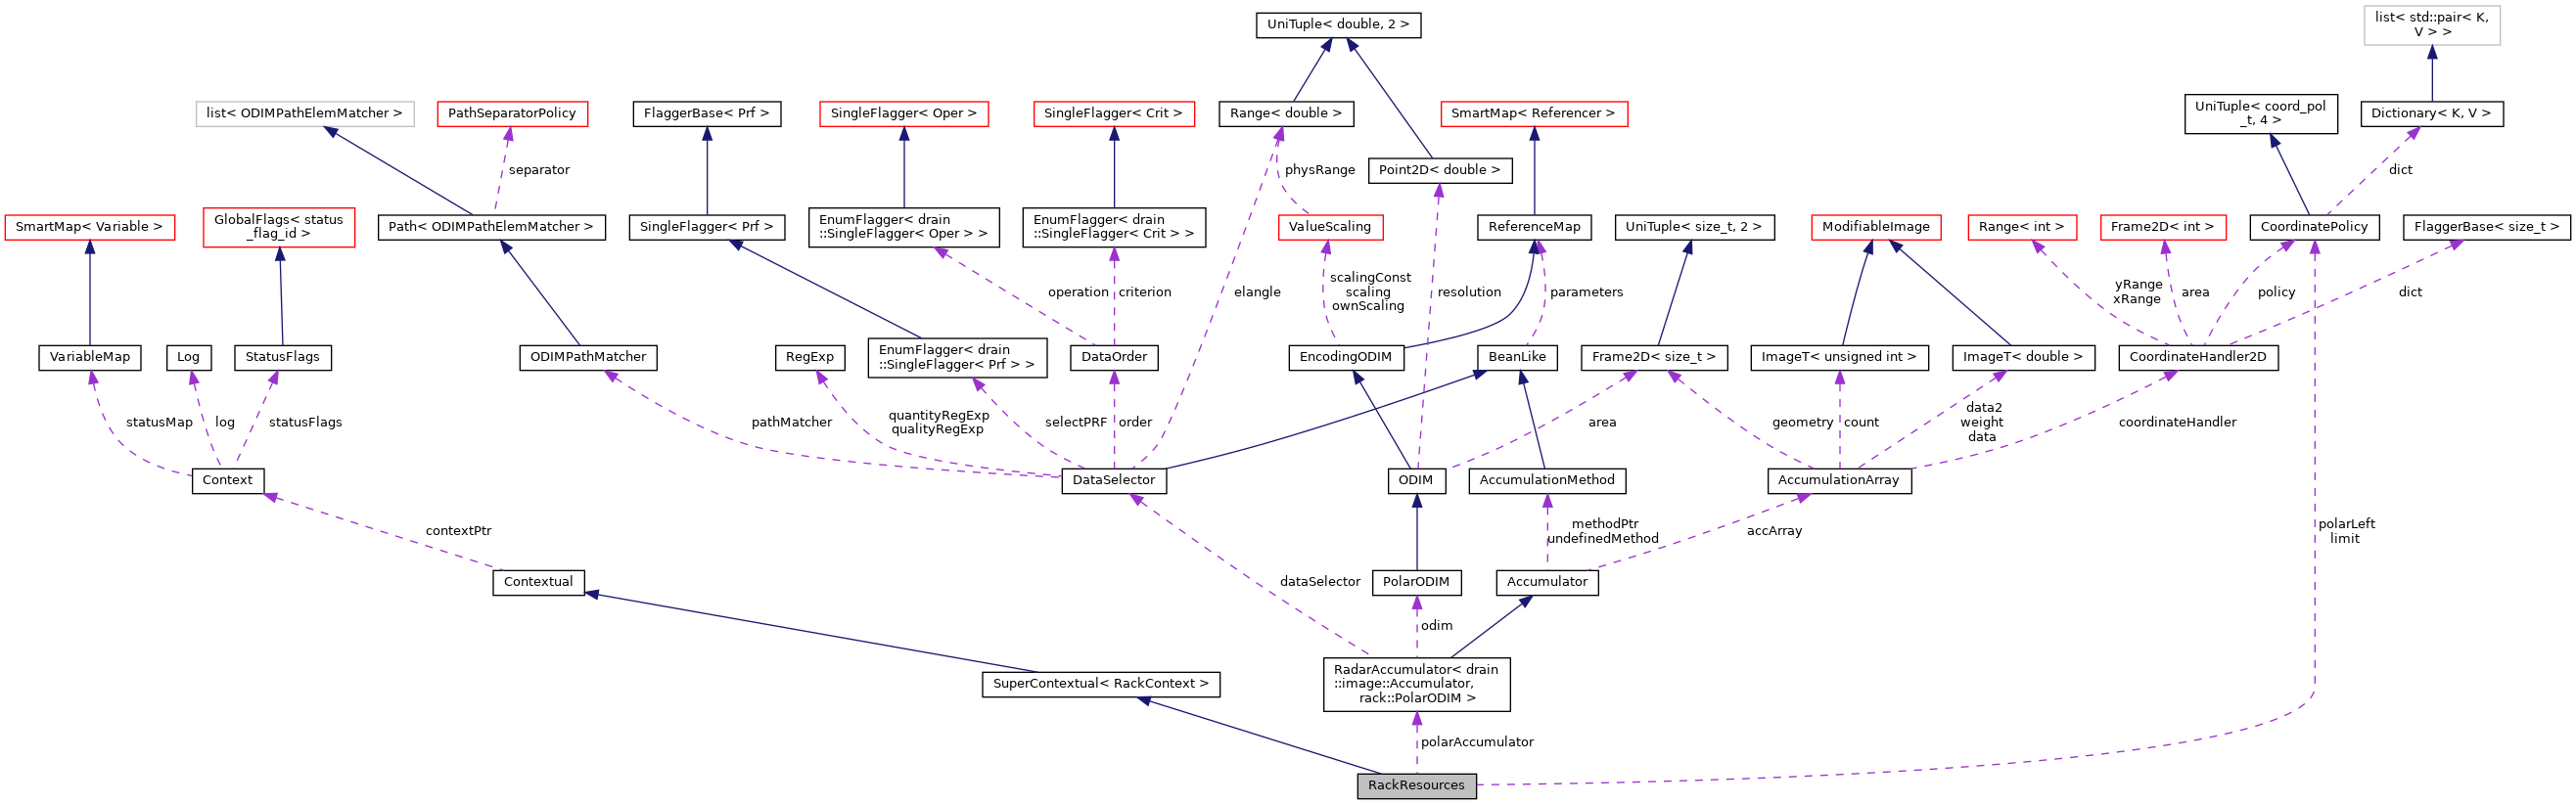 UniTuple< double, 2 >
list< std::pair< K,
V > >
list< ODIMPathElemMatcher >
PathSeparatorPolicy
FlaggerBase< Prf >
SingleFlagger< Oper >
SingleFlagger< Crit >
Range< double >
SmartMap< Referencer >
UniTuple< coord_pol
_t, 4 >
Dictionary< K, V >
separator
physRange
Point2D< double >
dict
SmartMap< Variable >
GlobalFlags< status
_flag_id >
Path< ODIMPathElemMatcher >
SingleFlagger< Prf >
EnumFlagger< drain
::SingleFlagger< Oper > >
EnumFlagger< drain
::SingleFlagger< Crit > >
ValueScaling
ReferenceMap
UniTuple< size_t, 2 >
ModifiableImage
Range< int >
Frame2D< int >
CoordinatePolicy
FlaggerBase< size_t >
operation
criterion
elangle
scalingConst
scaling
ownScaling
resolution
parameters
yRange
xRange
area
policy
dict
VariableMap
Log
StatusFlags
ODIMPathMatcher
RegExp
EnumFlagger< drain
::SingleFlagger< Prf > >
DataOrder
EncodingODIM
BeanLike
Frame2D< size_t >
ImageT< unsigned int >
ImageT< double >
CoordinateHandler2D
statusMap
log
statusFlags
pathMatcher
quantityRegExp
qualityRegExp
selectPRF
order
area
geometry
count
data2
weight
data
coordinateHandler
Context
DataSelector
ODIM
AccumulationMethod
AccumulationArray
contextPtr
methodPtr
undefinedMethod
accArray
polarLeft
limit
Contextual
dataSelector
PolarODIM
Accumulator
odim
SuperContextual< RackContext >
RadarAccumulator< drain
::image::Accumulator,
rack::PolarODIM >
polarAccumulator
RackResources